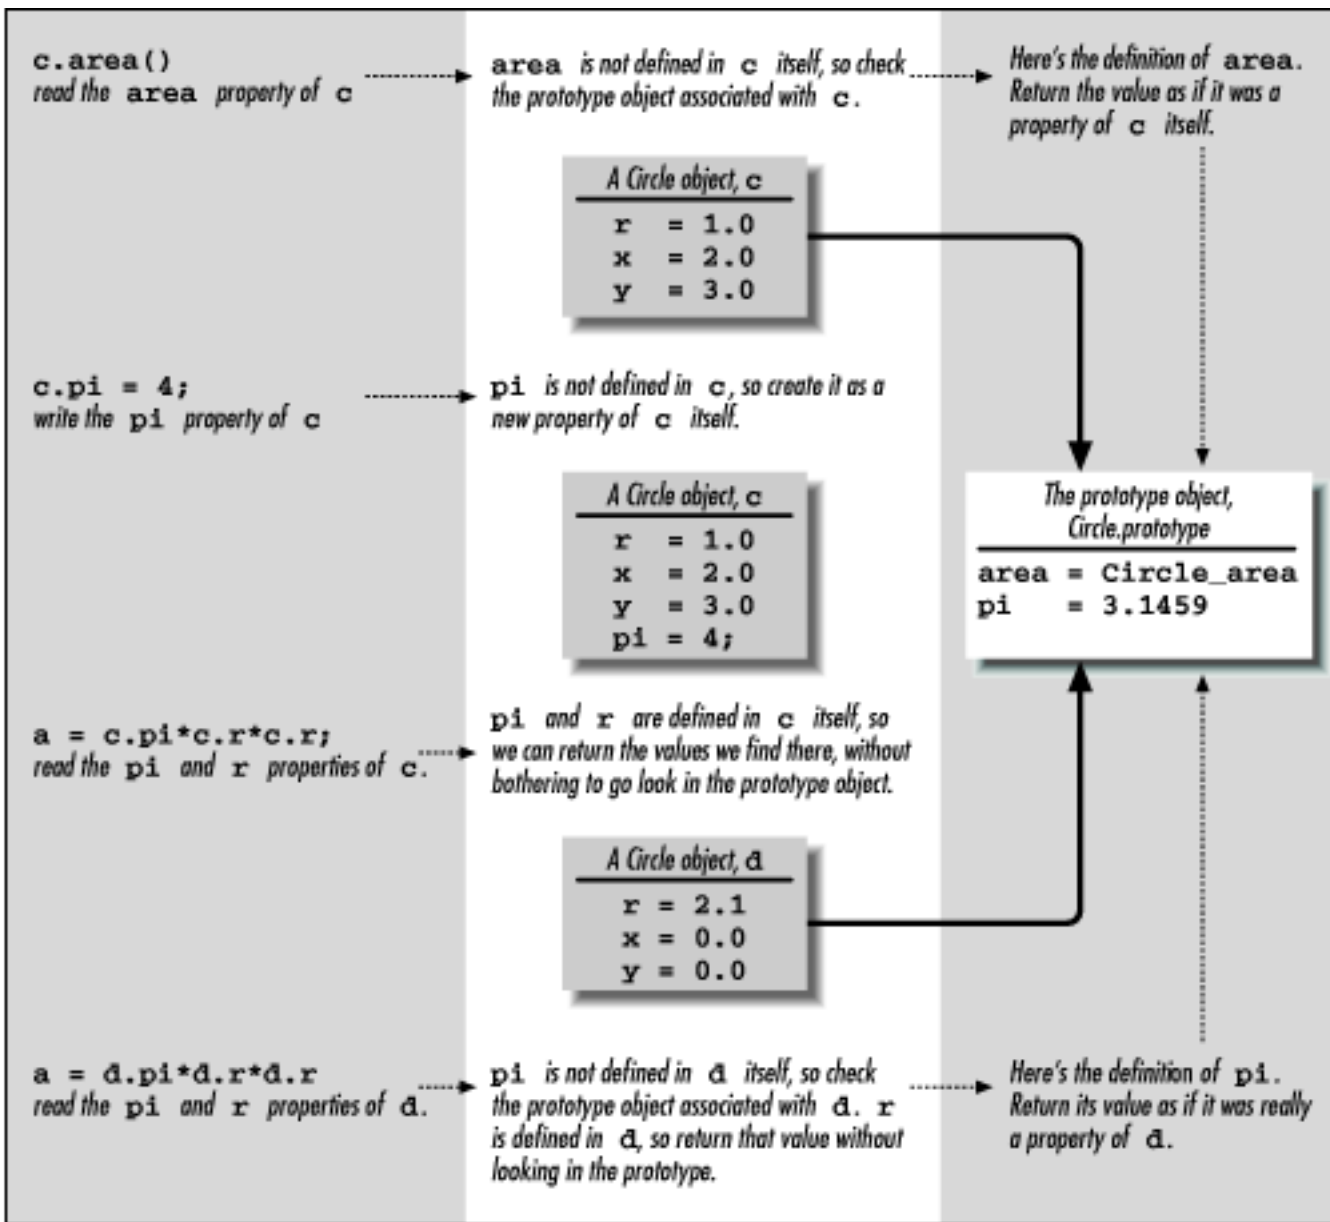 c.area()
read the area property of c
area is not defined in c itself, so check
the prototype object associated with c.
Here's the definition of area.
Return the value as if it was a
property of c itself.
A Circle object, c
r = 1.0
x = 2.0
y = 3.0
c.pi = 4;
write the pi property of c
pi is not defined in c, so create it as a
new property of c itself.
A Circle object, c
r = 1.0
x = 2.0
y = 3.0
pi = 4;
The prototype object,
Circle.prototype
area = Circle_area
pi = 3.1459
a = c.pi*c.r*c.r;
read the pi and r properties of c.
pi and r are defined in c itself, so
we can return the values we find there, without
bothering to go look in the prototype object.
A Circle object, d
r = 2.1
x = 0.0
y = 0.0
a = d.pi*d.r*d.r
read the pi and r properties of d.
pi is not defined in d itself, so check
the prototype object associated with d. r
is defined in d, so return that value without
looking in the prototype.
Here's the definition of pi.
Return its value as if it was really
a property of d.